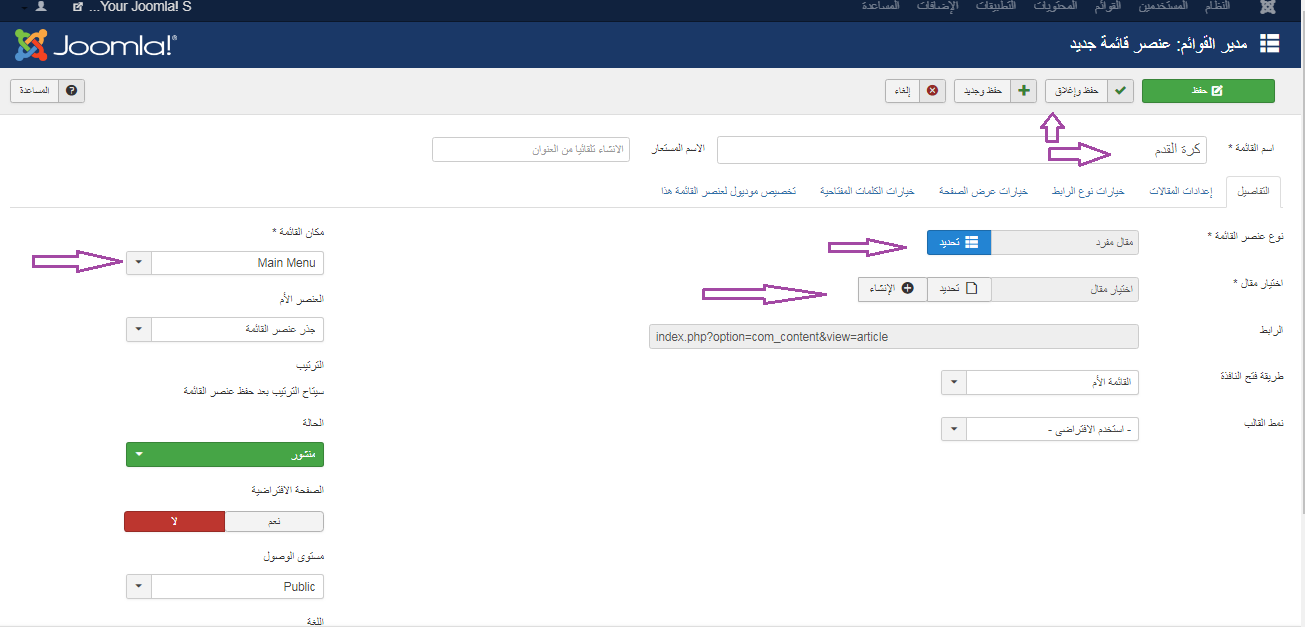 النظام المستخدمين القوائم المحتويات التطبيقات الإضافات المساعدة Your Joomla! S...
مدير القوائم: عنصر قائمة جديد Joomla!®
حفظ حفظ وإغلاق حفظ وجديد إلغاء المساعدة
اسم القائمة * كرة القدم الاسم المستعار الانشاء تلقائيا من العنوان
التفاصيل إعدادات المقالات خيارات نوع الرابط خيارات عرض الصفحة خيارات الكلمات المفتاحية تخصيص موديول لعنصر القائمة هذا
نوع عنصر القائمة * مقال مفرد تحديد
اختيار مقال * اختيار مقال تحديد الإنشاء
الرابط index.php?option=com_content&view=article
طريقة فتح النافذة القائمة الأم
نمط القالب - استخدم الافتراضى -
مكان القائمة *
Main Menu
العنصر الأم
جذر عنصر القائمة
الترتيب
سيتاح الترتيب بعد حفظ عنصر القائمة
الحالة
منشور
الصفحة الافتراضية
نعم لا
مستوى الوصول
Public
اللغة